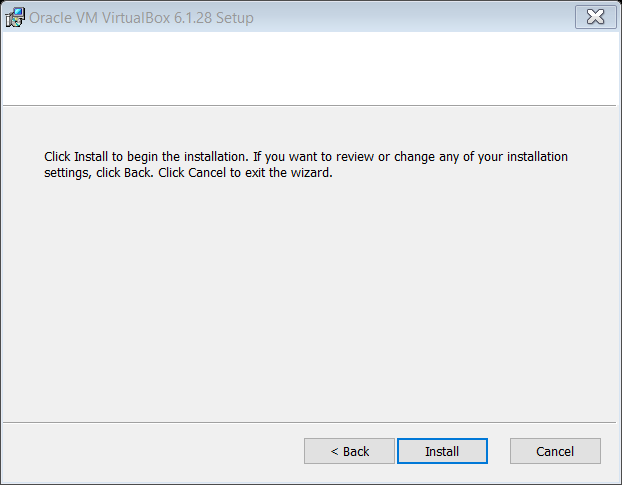 Oracle VM VirtualBox 6.1.28 Setup
Click Install to begin the installation. If you want to review or change any of your installation
settings, click Back. Click Cancel to exit the wizard.
< Back
Install
Cancel